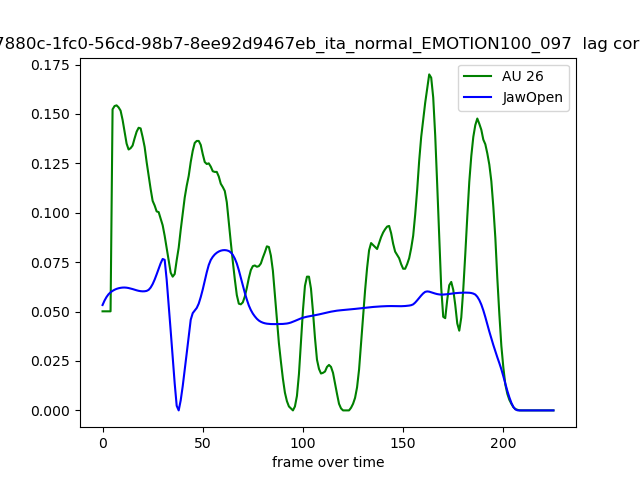 7880c-1fc0-56cd-98b7-8ee92d9467eb_ita_normal_EMOTION100_097 lag cor
0.175
0.150
0.125
0.100
0.075
0.050
0.025
0.000
AU 26
JawOpen
0 50 100 150 200
frame over time